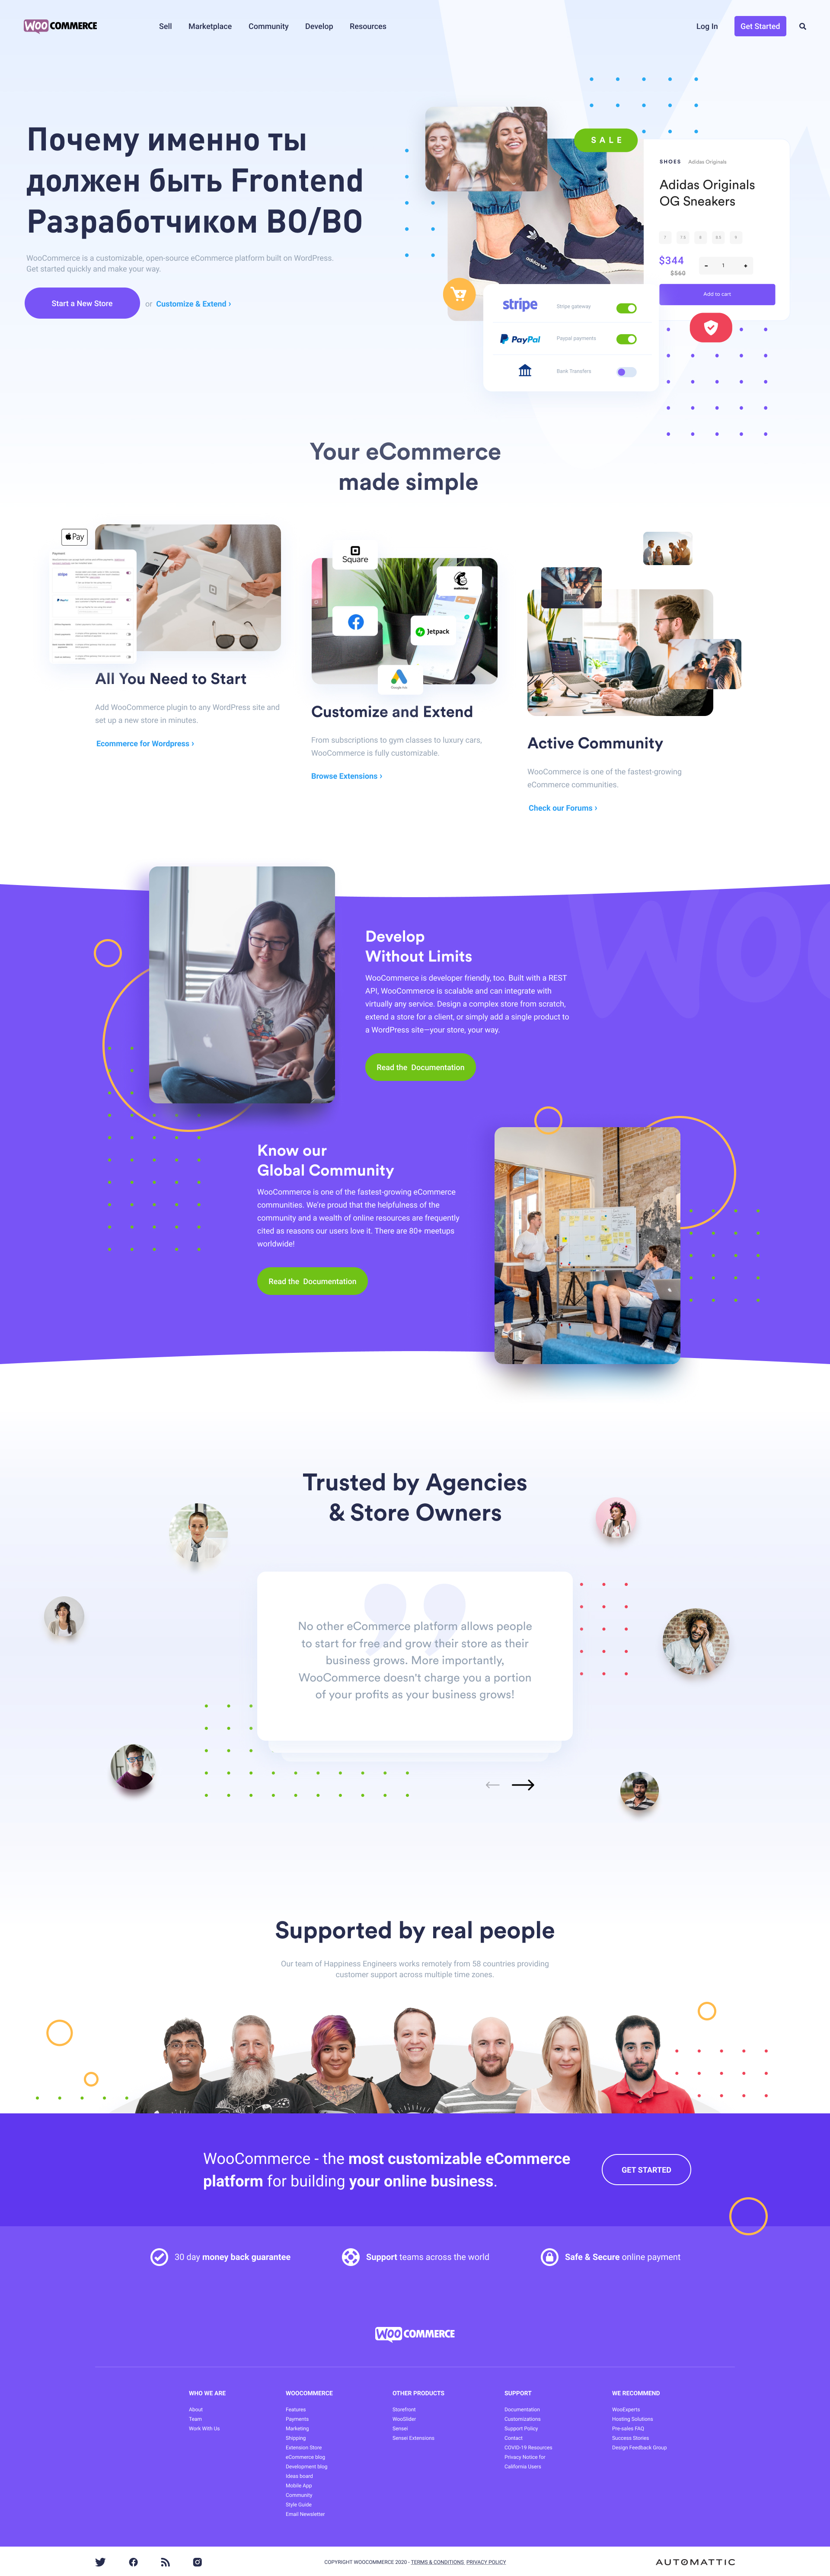 WOO COMMERCE
Sell Marketplace Community Develop Resources
Log In Get Started
Почему именно ты
должен быть Frontend
Разработчиком ВО/ВО
WooCommerce is a customizable, open-source eCommerce platform built on WordPress.
Get started quickly and make your way.
Start a New Store or Customize & Extend ›
SALE
SHOES Adidas Originals
Adidas Originals
OG Sneakers
$344
$560
- 1 +
Add to cart
stripe Stripe gateway
PayPal Paypal payments
Bank Transfers
Your eCommerce
made simple
Pay
Payment
stripe
PayPal
All You Need to Start
Add WooCommerce plugin to any WordPress site and
set up a new store in minutes.
Ecommerce for Wordpress ›
Square
mailchimp
Jetpack
Google Ads
Customize and Extend
From subscriptions to gym classes to luxury cars,
WooCommerce is fully customizable.
Browse Extensions ›
Active Community
WooCommerce is one of the fastest-growing
eCommerce communities.
Check our Forums ›
WOO
Develop
Without Limits
WooCommerce is developer friendly, too. Built with a REST
API, WooCommerce is scalable and can integrate with
virtually any service. Design a complex store from scratch,
extend a store for a client, or simply add a single product to
a WordPress site—your store, your way.
Read the Documentation
Know our
Global Community
WooCommerce is one of the fastest-growing eCommerce
communities. We're proud that the helpfulness of the
community and a wealth of online resources are frequently
cited as reasons our users love it. There are 80+ meetups
worldwide!
Read the Documentation
Trusted by Agencies
& Store Owners
No other eCommerce platform allows people
to start for free and grow their store as their
business grows. More importantly,
WooCommerce doesn't charge you a portion
of your profits as your business grows!
Supported by real people
Our team of Happiness Engineers works remotely from 58 countries providing
customer support across multiple time zones.
WooCommerce - the most customizable eCommerce
platform for building your online business.
GET STARTED
30 day money back guarantee
Support teams across the world
Safe & Secure online payment
WOO COMMERCE
WHO WE ARE
About
Team
Work With Us
WOOCOMMERCE
Features
Payments
Marketing
Shipping
Extension Store
eCommerce blog
Development blog
Ideas board
Mobile App
Community
Style Guide
Email Newsletter
OTHER PRODUCTS
Storefront
WooSlider
Sensei
Sensei Extensions
SUPPORT
Documentation
Customizations
Support Policy
Contact
COVID-19 Resources
Privacy Notice for
California Users
WE RECOMMEND
WooExperts
Hosting Solutions
Pre-sales FAQ
Success Stories
Design Feedback Group
COPYRIGHT WOOCOMMERCE 2020 - TERMS & CONDITIONS PRIVACY POLICY
AUTOMATTIC